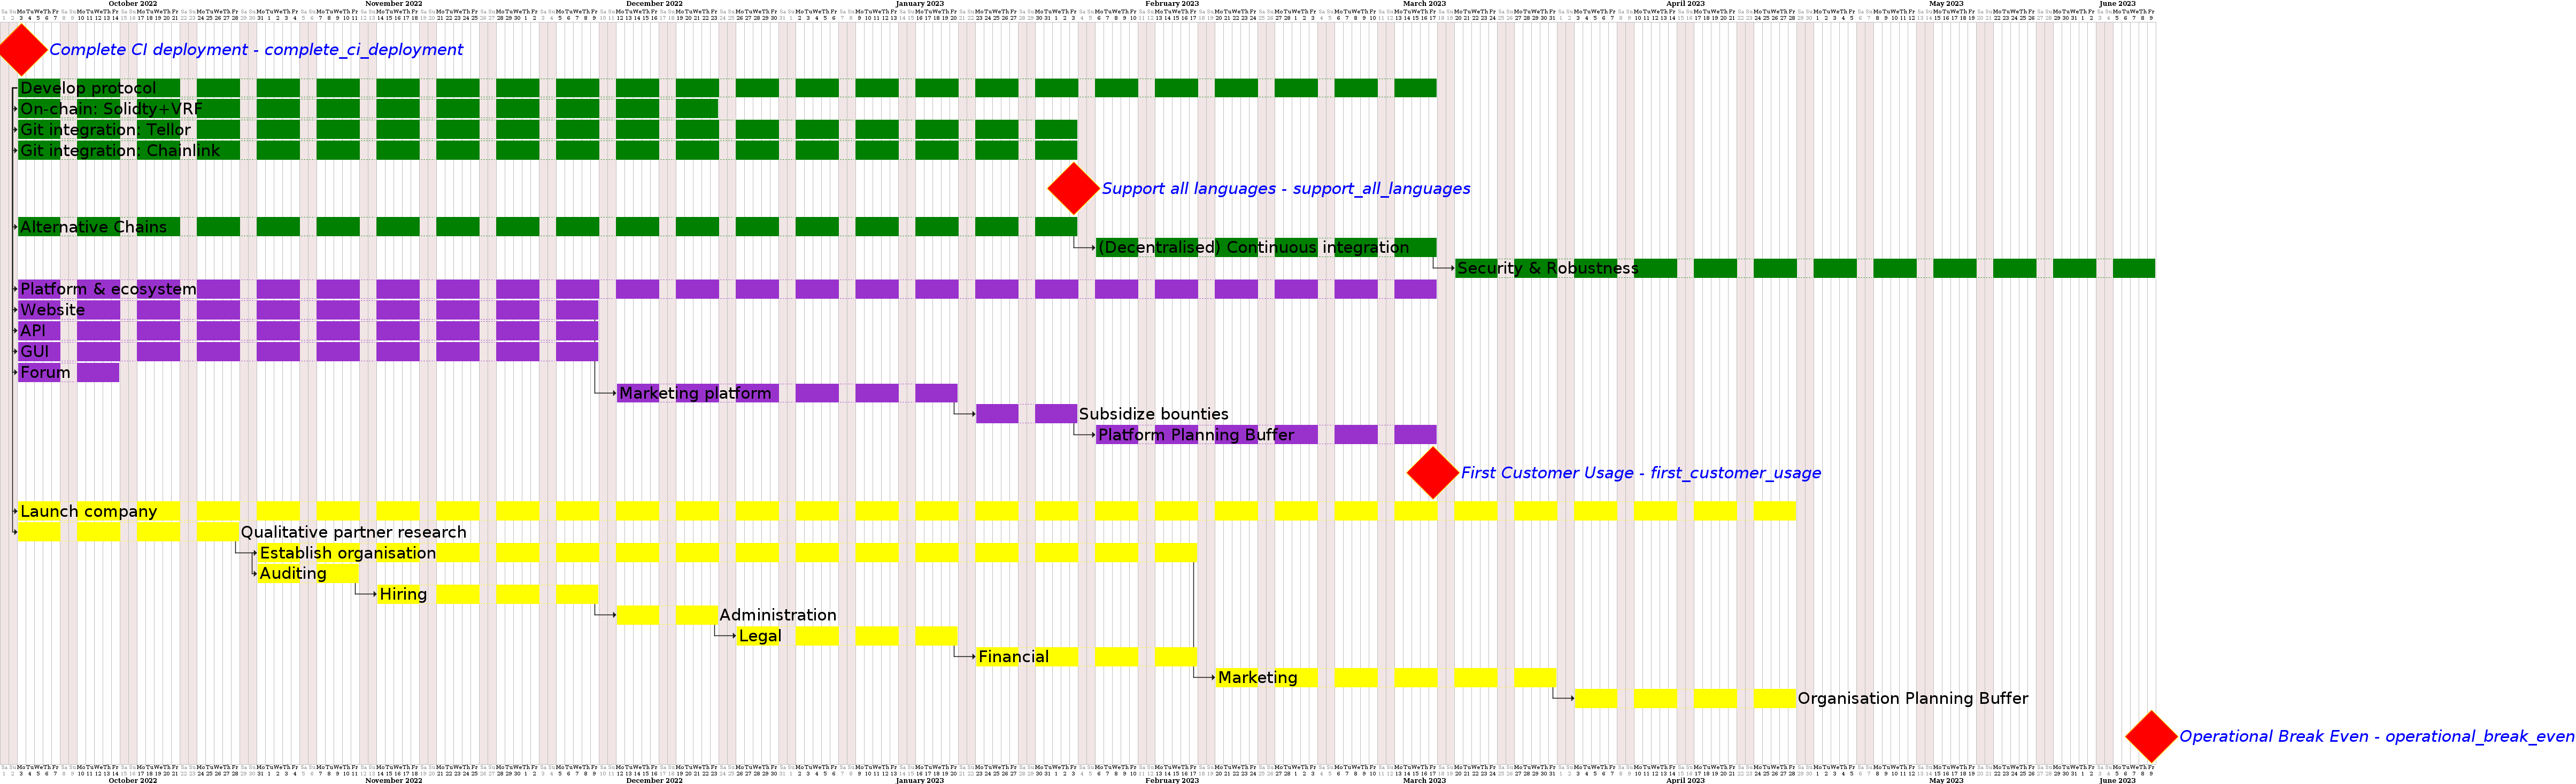 October 2022 November 2022 December 2022 January 2023 February 2023 March 2023 April 2023 May 2023 June 2023
Complete CI deployment - complete_ci_deployment
Develop protocol
On-chain: Solidty+VRF
Git integration: Tellor
Git integration: Chainlink
Support all languages - support_all_languages
Alternative Chains
(Decentralised) Continuous integration
Security & Robustness
Platform & ecosystem
Website
API
GUI
Forum
Marketing platform
Subsidize bounties
Platform Planning Buffer
First Customer Usage - first_customer_usage
Launch company
Qualitative partner research
Establish organisation
Auditing
Hiring
Administration
Legal
Financial
Marketing
Organisation Planning Buffer
Operational Break Even - operational_break_even
October 2022 November 2022 December 2022 January 2023 February 2023 March 2023 April 2023 May 2023 June 2023